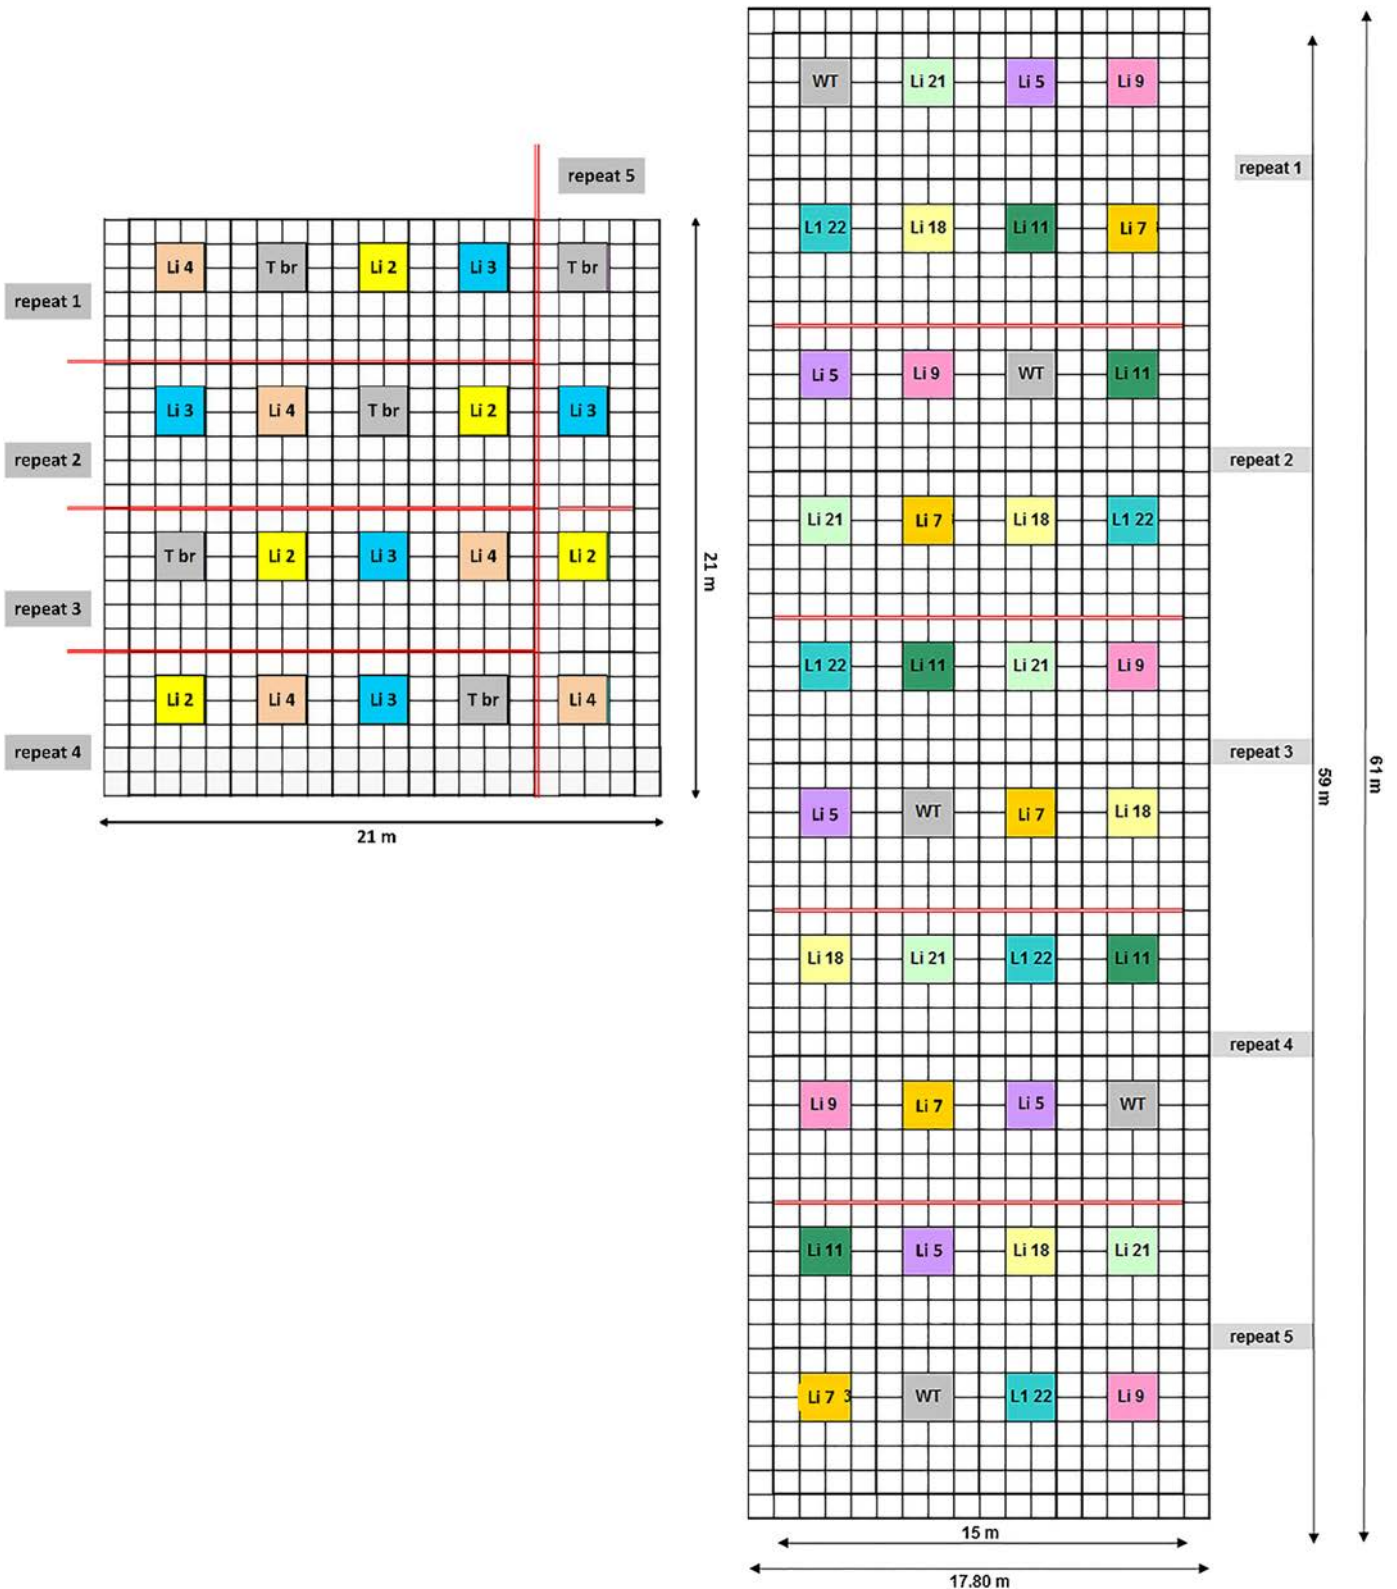 repeat 5
Li 4 T br Li 2 Li 3 T br
repeat 1
Li 3 Li 4 T br Li 2 Li 3
repeat 2
T br Li 2 Li 3 Li 4 Li 2
repeat 3
Li 2 Li 4 Li 3 T br Li 4
repeat 4
21 m
21 m
WT Li 21 Li 5 Li 9
repeat 1
L1 22 Li 18 Li 11 Li 7
Li 5 Li 9 WT Li 11
repeat 2
Li 21 Li 7 Li 18 L1 22
L1 22 Li 11 Li 21 Li 9
repeat 3
Li 5 WT Li 7 Li 18
Li 18 Li 21 L1 22 Li 11
repeat 4
Li 9 Li 7 Li 5 WT
Li 11 Li 5 Li 18 Li 21
repeat 5
Li 7 3 WT L1 22 Li 9
59 m
61 m
15 m
17.80 m